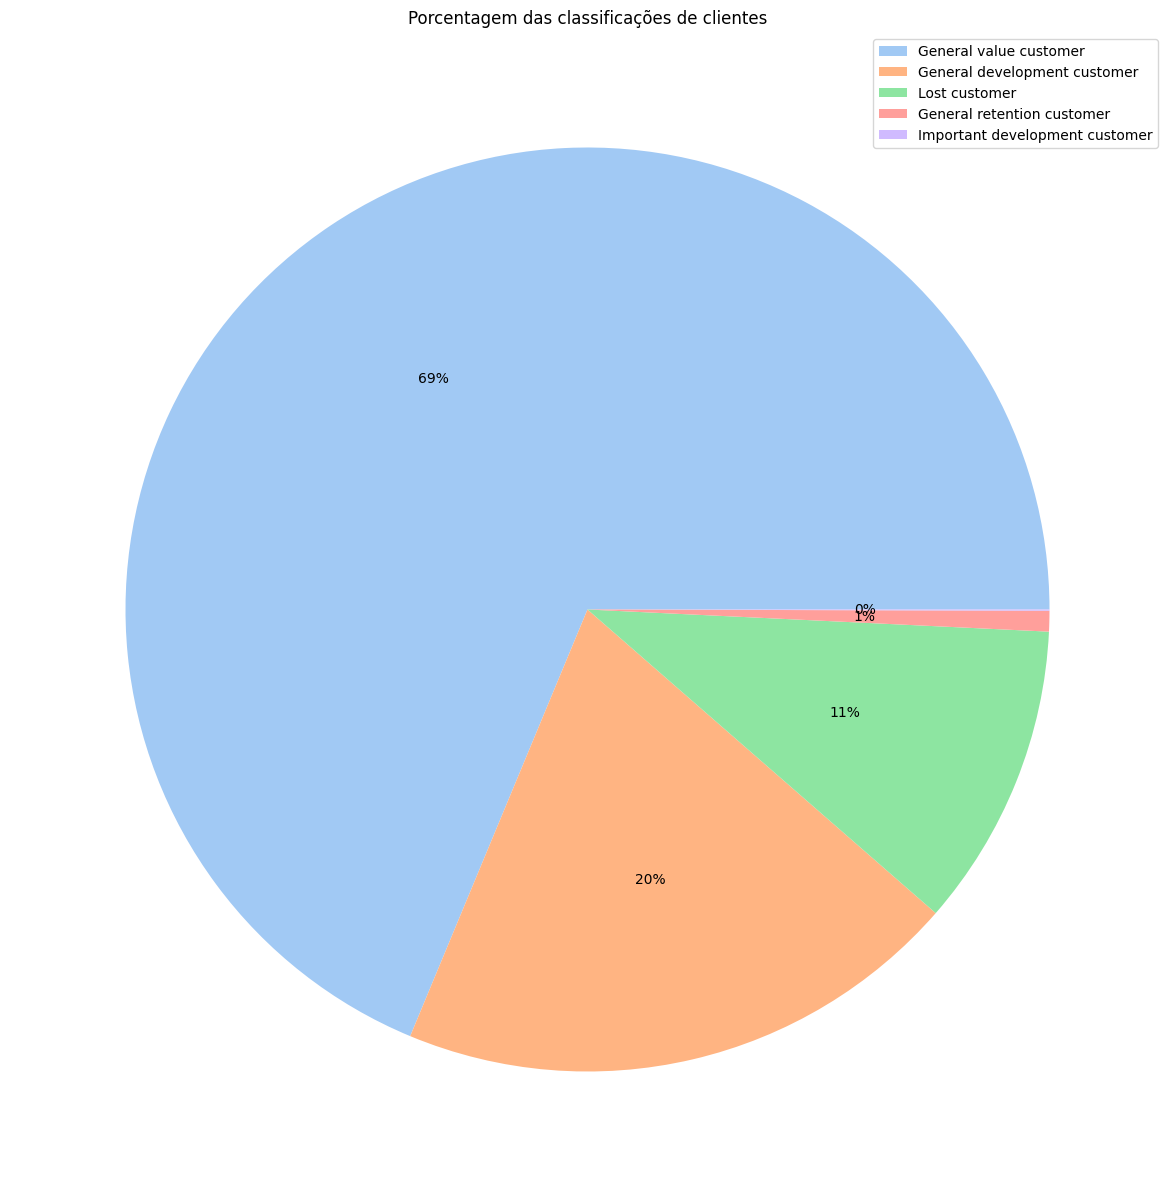 Porcentagem das classificações de clientes
General value customer
General development customer
Lost customer
General retention customer
Important development customer
69%
0%
1%
11%
20%